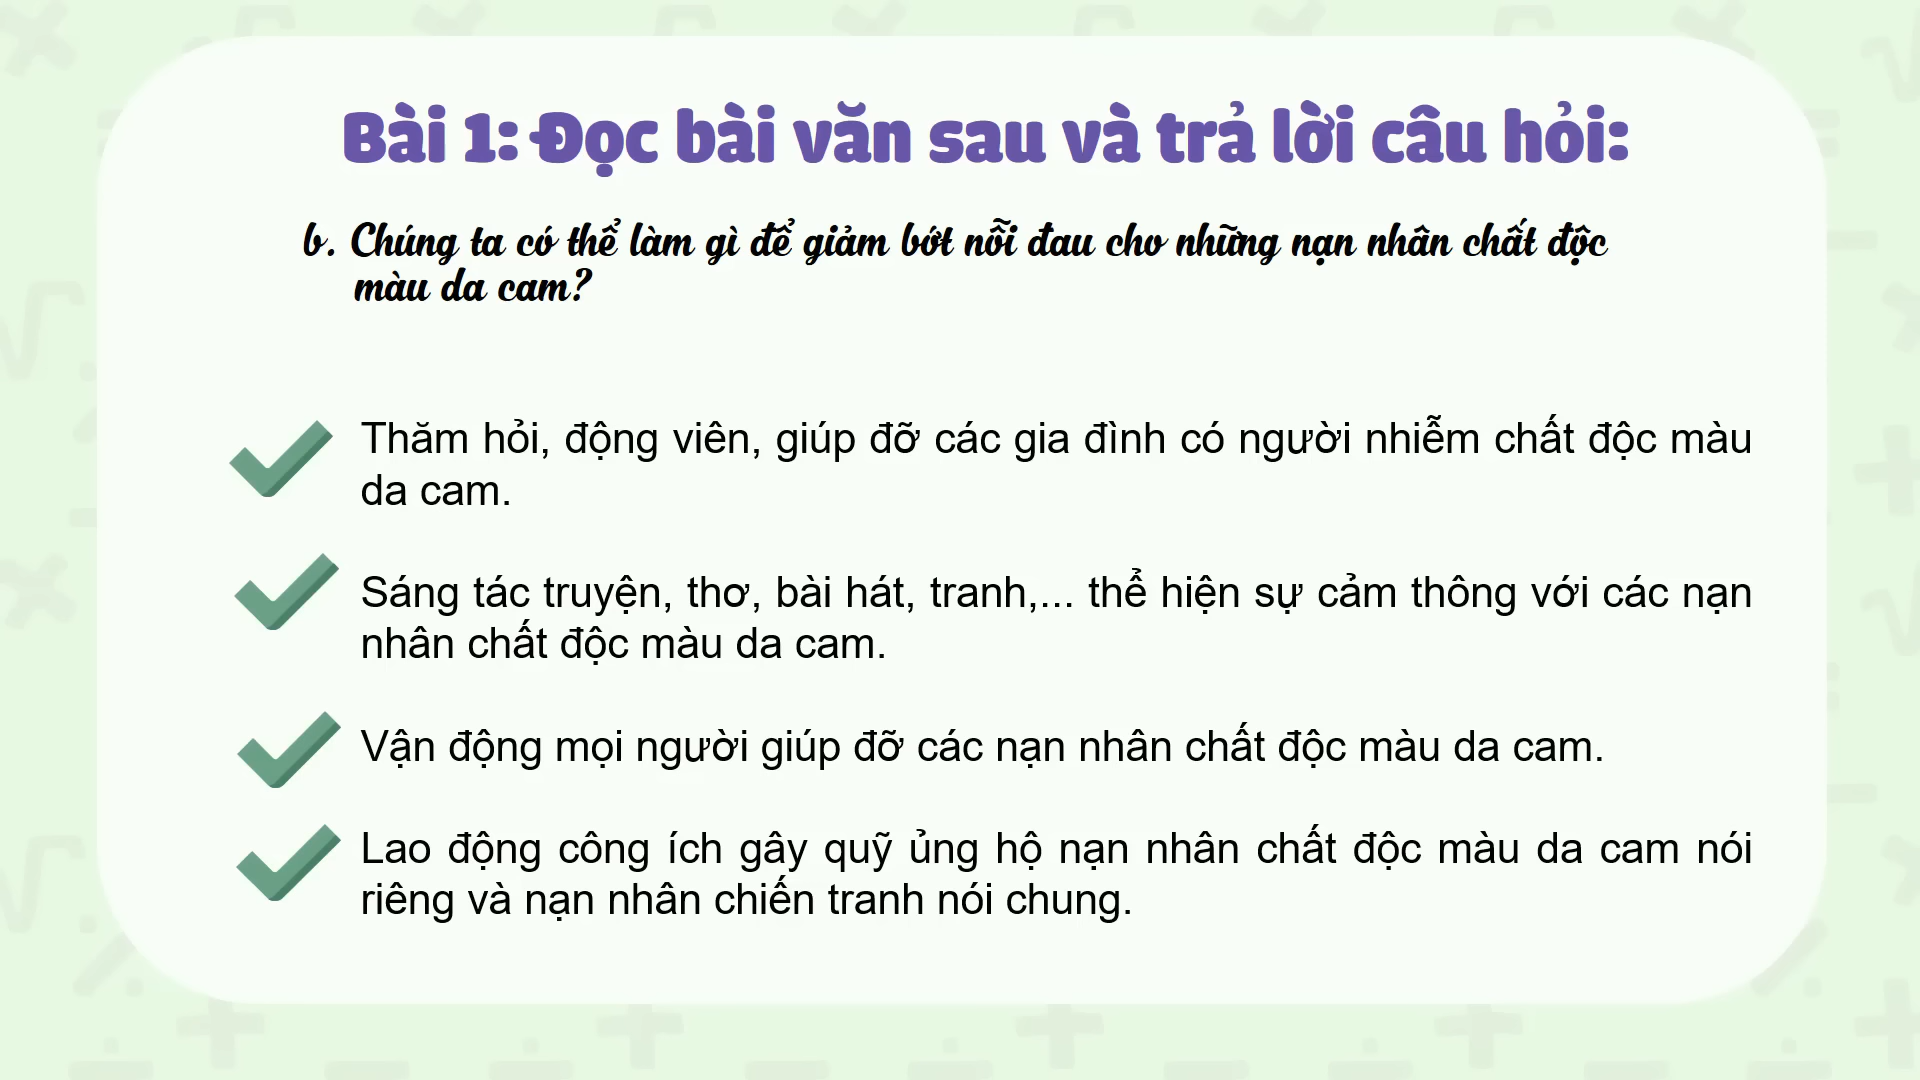 Bài 1: Đọc bài văn sau và trả lời câu hỏi:
b. Chúng ta có thể làm gì để giảm bớt nỗi đau cho những nạn nhân chất độc
màu da cam?
Thăm hỏi, động viên, giúp đỡ các gia đình có người nhiễm chất độc màu
da cam.
Sáng tác truyện, thơ, bài hát, tranh,... thể hiện sự cảm thông với các nạn
nhân chất độc màu da cam.
Vận động mọi người giúp đỡ các nạn nhân chất độc màu da cam.
Lao động công ích gây quỹ ủng hộ nạn nhân chất độc màu da cam nói
riêng và nạn nhân chiến tranh nói chung.